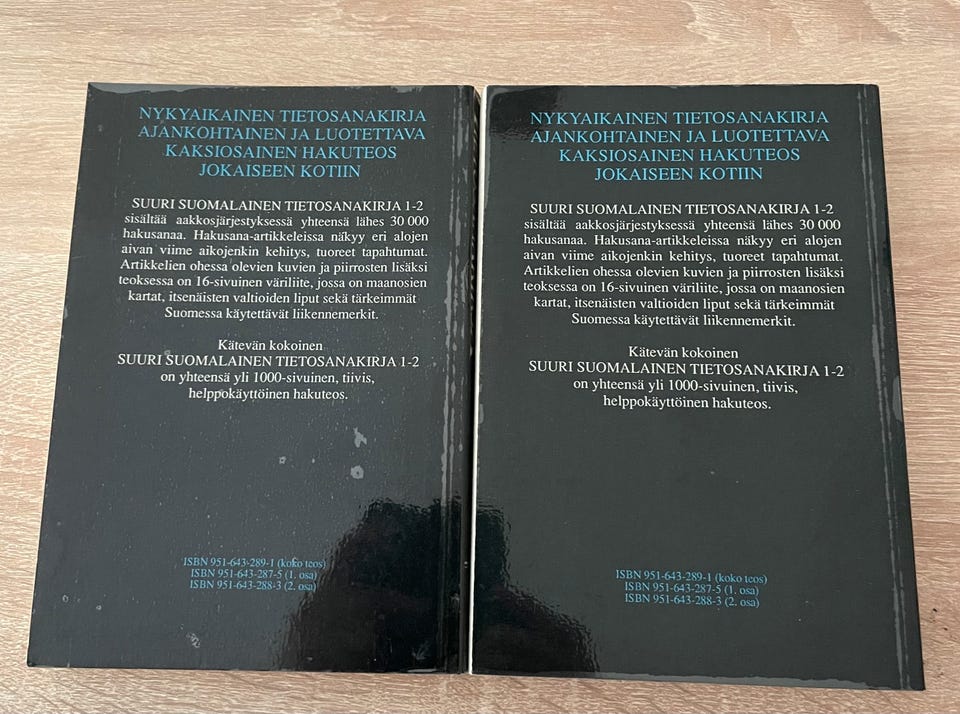 NYKYAIKAINEN TIETOSANAKIRJA
AJANKOHTAINEN JA LUOTETTAVA
KAKSIOSAINEN HAKUTEOS
JOKAISEEN KOTIIN
SUURI SUOMALAINEN TIETOSANAKIRJA 1-2
sisältää aakkosjärjestyksessä yhteensä lähes 30 000
hakusanaa. Hakusana-artikkeleissa näkyy eri alojen
aivan viime aikojenkin kehitys, tuoreet tapahtumat.
Artikkelien ohessa olevien kuvien ja piirrosten lisäksi
teoksessa on 16-sivuinen väriliite, jossa on maanosien
kartat, itsenäisten valtioiden liput sekä tärkeimmät
Suomessa käytettävät liikennemerkit.
Kätevän kokoinen
SUURI SUOMALAINEN TIETOSANAKIRJA 1-2
on yhteensä yli 1000-sivuinen, tiivis,
helppokäyttöinen hakuteos.
ISBN 951-643-289-1 (koko teos)
ISBN 951-643-287-5 (1. osa)
ISBN 951-643-288-3 (2. osa)
NYKYAIKAINEN TIETOSANAKIRJA
AJANKOHTAINEN JA LUOTETTAVA
KAKSIOSAINEN HAKUTEOS
JOKAISEEN KOTIIN
SUURI SUOMALAINEN TIETOSANAKIRJA 1-2
sisältää aakkosjärjestyksessä yhteensä lähes 30 000
hakusanaa. Hakusana-artikkeleissa näkyy eri alojen
aivan viime aikojenkin kehitys, tuoreet tapahtumat.
Artikkelien ohessa olevien kuvien ja piirrosten lisäksi
teoksessa on 16-sivuinen väriliite, jossa on maanosien
kartat, itsenäisten valtioiden liput sekä tärkeimmät
Suomessa käytettävät liikennemerkit.
Kätevän kokoinen
SUURI SUOMALAINEN TIETOSANAKIRJA 1-2
on yhteensä yli 1000-sivuinen, tiivis,
helppokäyttöinen hakuteos.
ISBN 951-643-289-1 (koko teos)
ISBN 951-643-287-5 (1. osa)
ISBN 951-643-288-3 (2. osa)